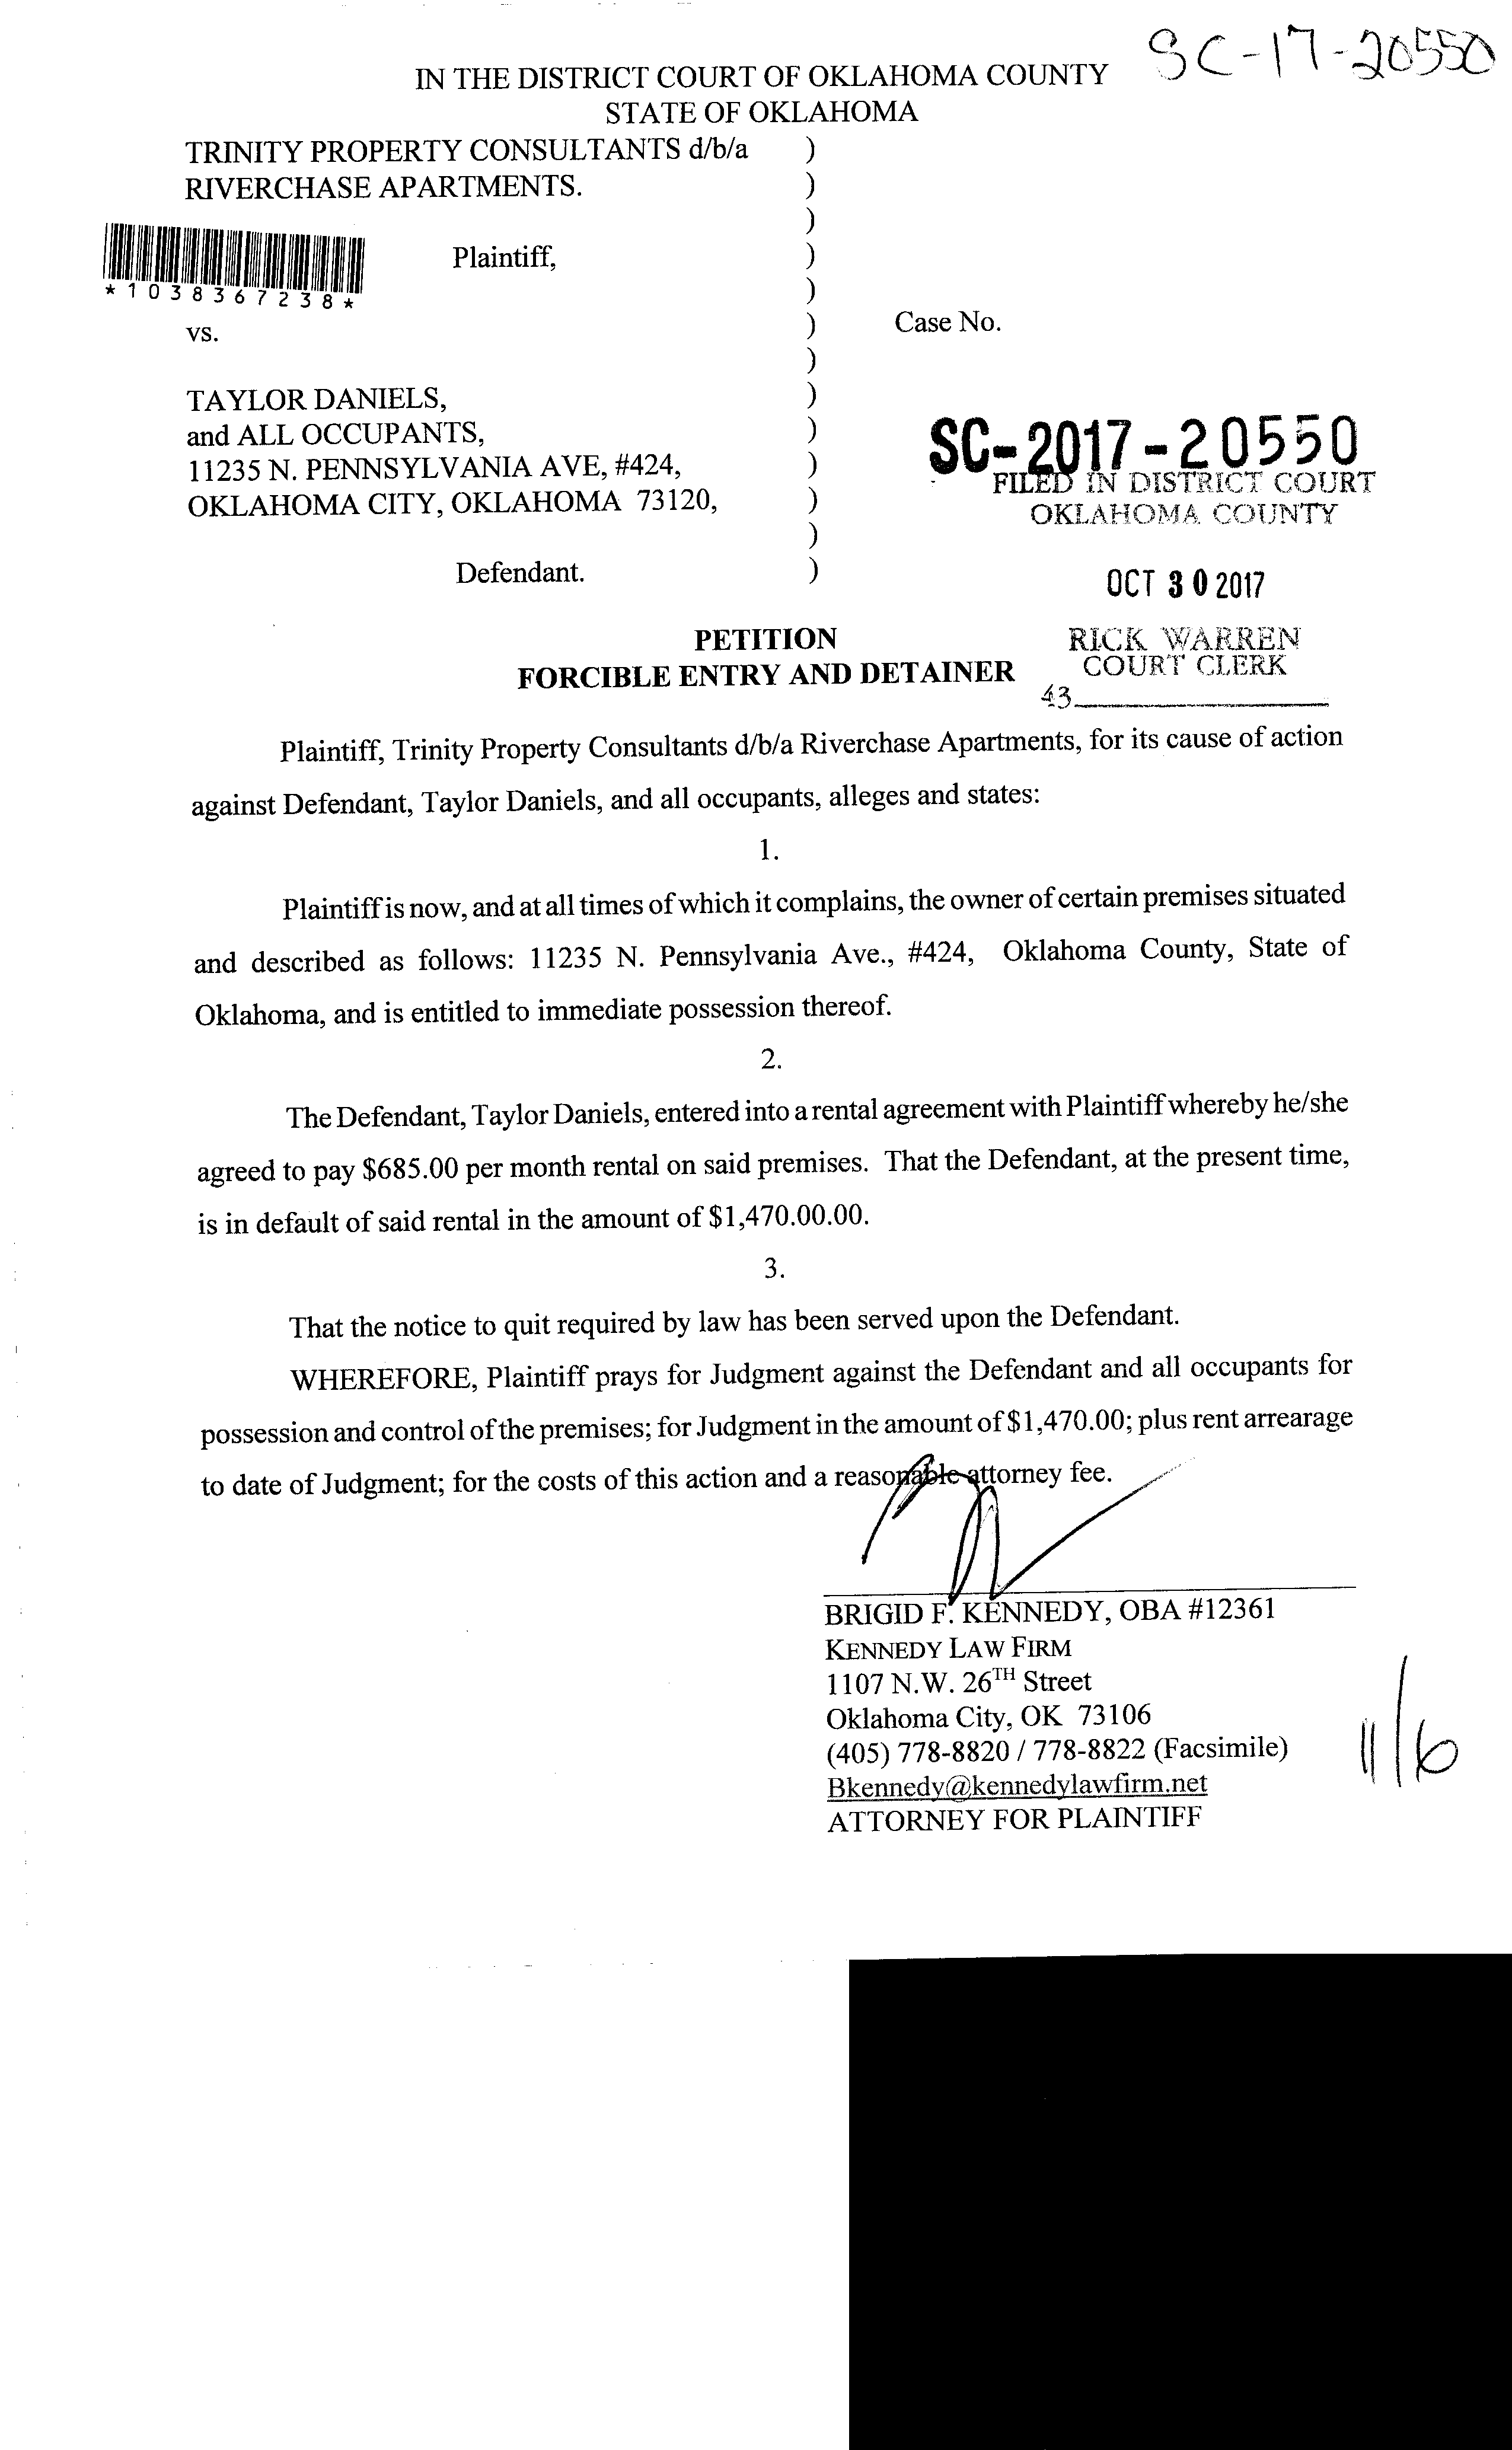 SC-17-20550
IN THE DISTRICT COURT OF OKLAHOMA COUNTY
STATE OF OKLAHOMA
TRINITY PROPERTY CONSULTANTS d/b/a )
RIVERCHASE APARTMENTS. )
)
Plaintiff, )
*1038367238* )
vs. ) Case No.
)
TAYLOR DANIELS, )
and ALL OCCUPANTS, )
11235 N. PENNSYLVANIA AVE, #424, )
OKLAHOMA CITY, OKLAHOMA 73120, )
)
Defendant. )
SC-2017-20550
FILED IN DISTRICT COURT
OKLAHOMA COUNTY
OCT 30 2017
RICK WARREN
COURT CLERK
43
PETITION
FORCIBLE ENTRY AND DETAINER
Plaintiff, Trinity Property Consultants d/b/a Riverchase Apartments, for its cause of action
against Defendant, Taylor Daniels, and all occupants, alleges and states:
1.
Plaintiff is now, and at all times of which it complains, the owner of certain premises situated
and described as follows: 11235 N. Pennsylvania Ave., #424, Oklahoma County, State of
Oklahoma, and is entitled to immediate possession thereof.
2.
The Defendant, Taylor Daniels, entered into a rental agreement with Plaintiff whereby he/she
agreed to pay $685.00 per month rental on said premises. That the Defendant, at the present time,
is in default of said rental in the amount of $1,470.00.00.
3.
That the notice to quit required by law has been served upon the Defendant.
WHEREFORE, Plaintiff prays for Judgment against the Defendant and all occupants for
possession and control of the premises; for Judgment in the amount of $1,470.00; plus rent arrearage
to date of Judgment; for the costs of this action and a reasonable attorney fee.
BRIGID F. KENNEDY, OBA #12361
KENNEDY LAW FIRM
1107 N.W. 26TH Street
Oklahoma City, OK 73106
(405) 778-8820 / 778-8822 (Facsimile)
Bkennedy@kennedylawfirm.net
ATTORNEY FOR PLAINTIFF
11/6